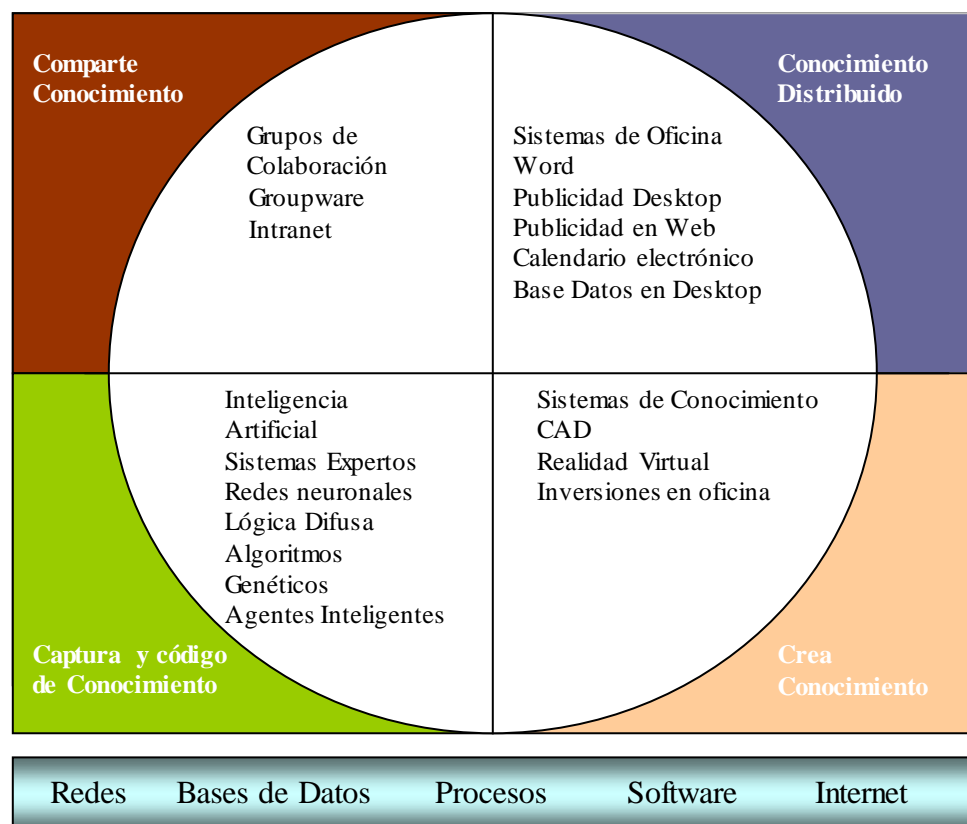 Comparte
Conocimiento
Grupos de
Colaboración
Groupware
Intranet
Conocimiento
Distribuido
Sistemas de Oficina
Word
Publicidad Desktop
Publicidad en Web
Calendario electrónico
Base Datos en Desktop
Inteligencia
Artificial
Sistemas Expertos
Redes neuronales
Lógica Difusa
Algoritmos
Genéticos
Agentes Inteligentes
Captura y código
de Conocimiento
Sistemas de Conocimiento
CAD
Realidad Virtual
Inversiones en oficina
Crea
Conocimiento
Redes Bases de Datos Procesos Software Internet